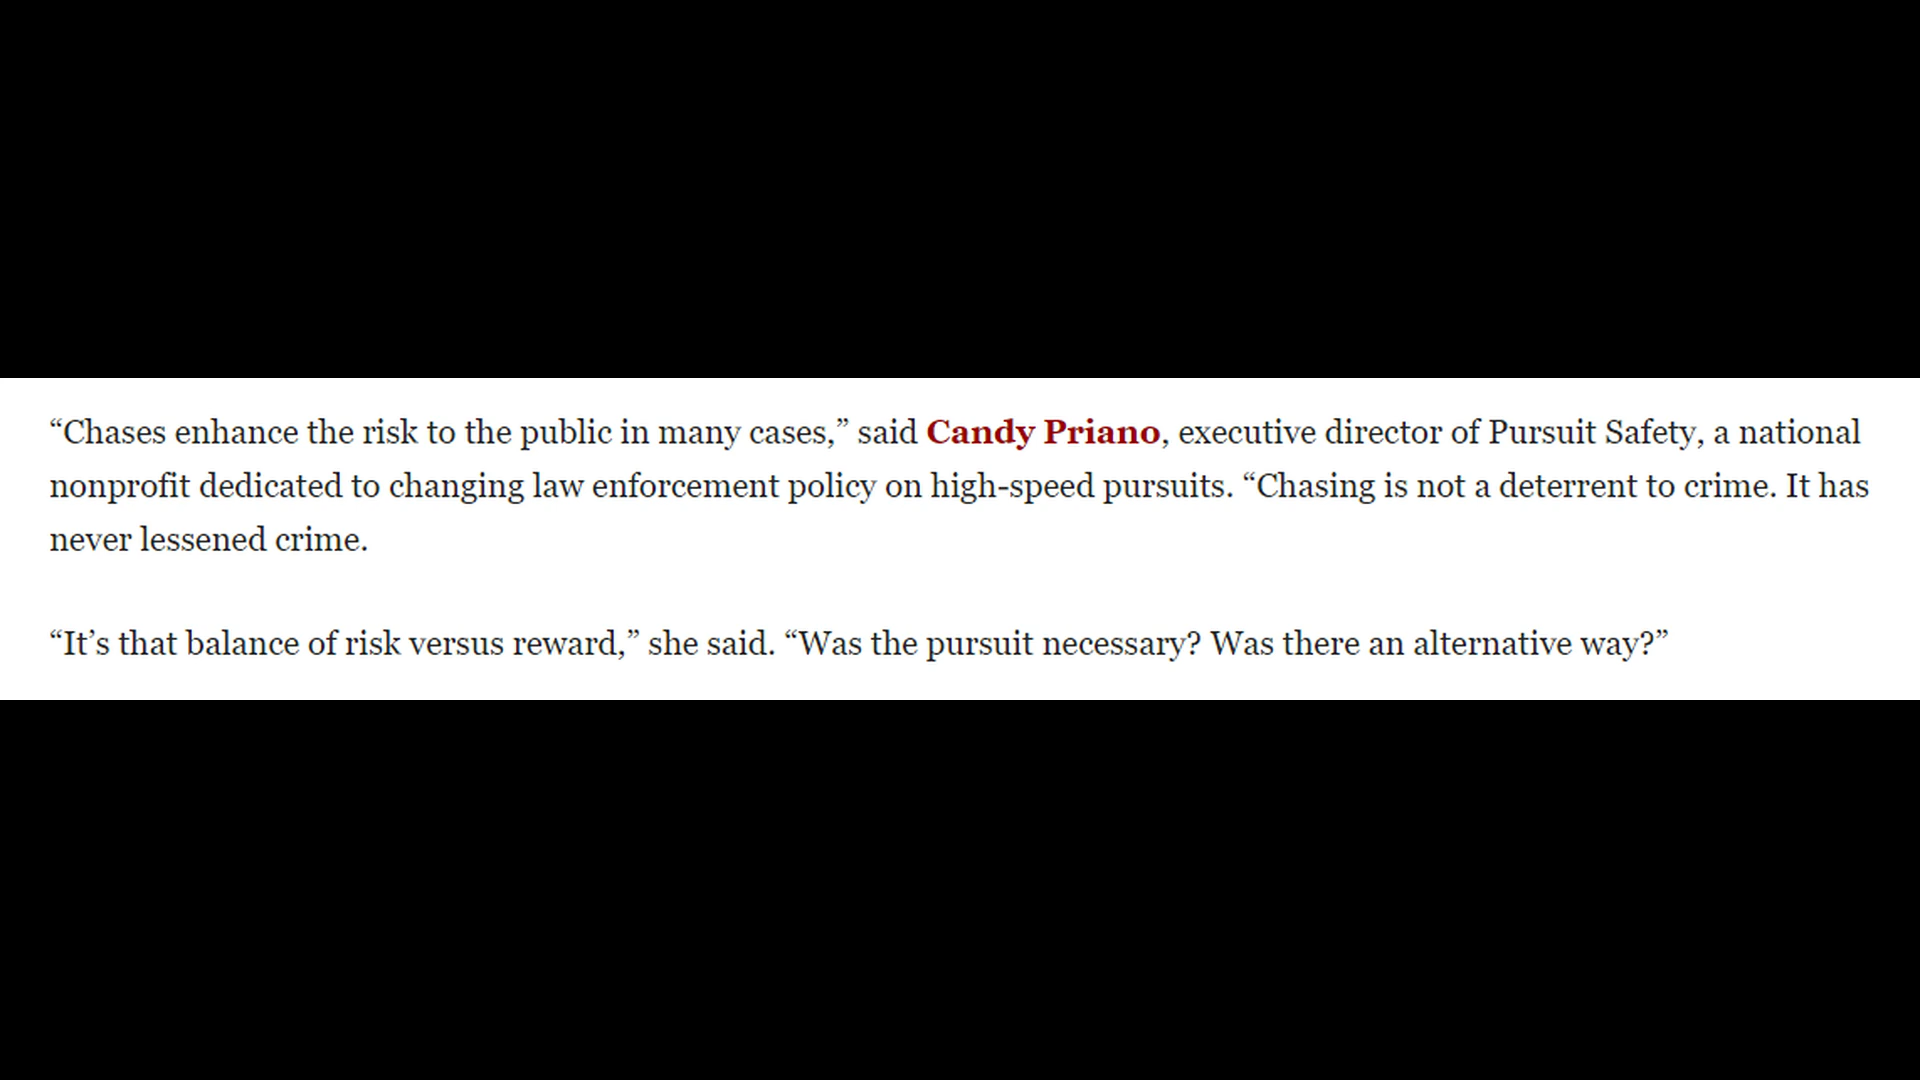 “Chases enhance the risk to the public in many cases,” said Candy Priano, executive director of Pursuit Safety, a national
nonprofit dedicated to changing law enforcement policy on high-speed pursuits. “Chasing is not a deterrent to crime. It has
never lessened crime.
“It’s that balance of risk versus reward,” she said. “Was the pursuit necessary? Was there an alternative way?”